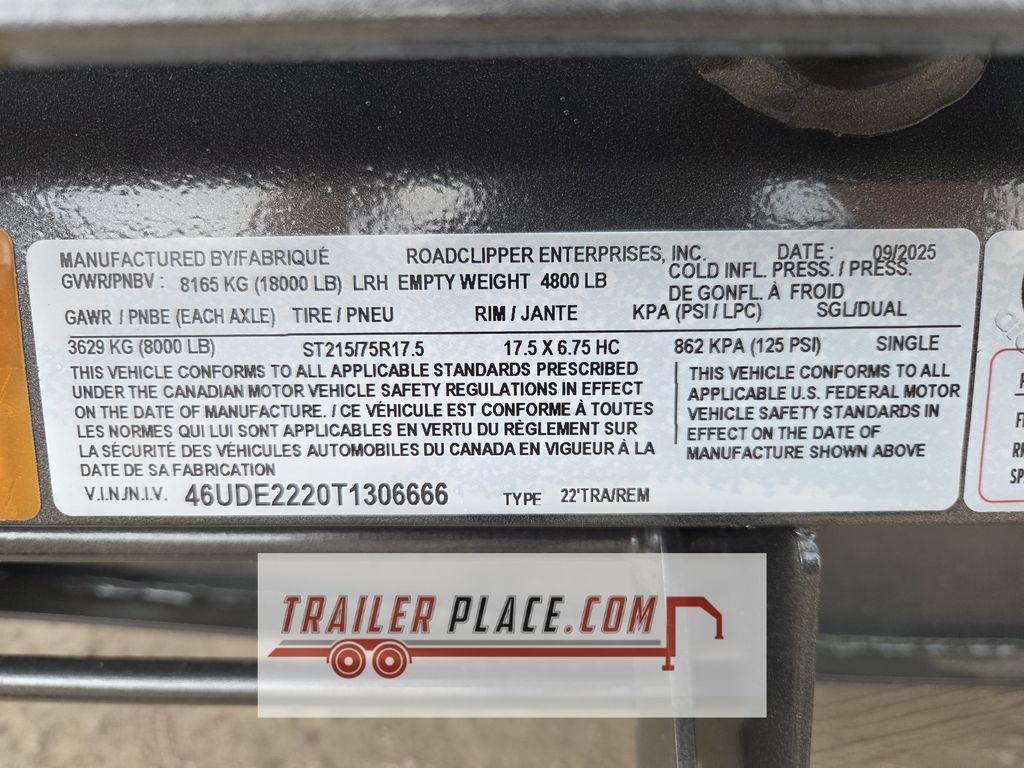 MANUFACTURED BY/FABRIQUÉ ROADCLIPPER ENTERPRISES, INC. DATE : 09/2025
GVWR/PNBV : 8165 KG (18000 LB) LRH EMPTY WEIGHT 4800 LB COLD INFL. PRESS. / PRESS.
DE GONFL. À FROID
GAWR / PNBE (EACH AXLE) TIRE / PNEU RIM / JANTE KPA (PSI / LPC) SGL/DUAL
3629 KG (8000 LB) ST215/75R17.5 17.5 X 6.75 HC 862 KPA (125 PSI) SINGLE
THIS VEHICLE CONFORMS TO ALL APPLICABLE STANDARDS PRESCRIBED
UNDER THE CANADIAN MOTOR VEHICLE SAFETY REGULATIONS IN EFFECT
ON THE DATE OF MANUFACTURE. / CE VÉHICULE EST CONFORME À TOUTES
LES NORMES QUI LUI SONT APPLICABLES EN VERTU DU RÈGLEMENT SUR
LA SÉCURITÉ DES VÉHICULES AUTOMOBILES DU CANADA EN VIGUEUR À LA
DATE DE SA FABRICATION
THIS VEHICLE CONFORMS TO ALL
APPLICABLE U.S. FEDERAL MOTOR
VEHICLE SAFETY STANDARDS IN
EFFECT ON THE DATE OF
MANUFACTURE SHOWN ABOVE
V.I.N./N.I.V. 46UDE2220T1306666 TYPE 22'TRA/REM
TRAILER PLACE.COM